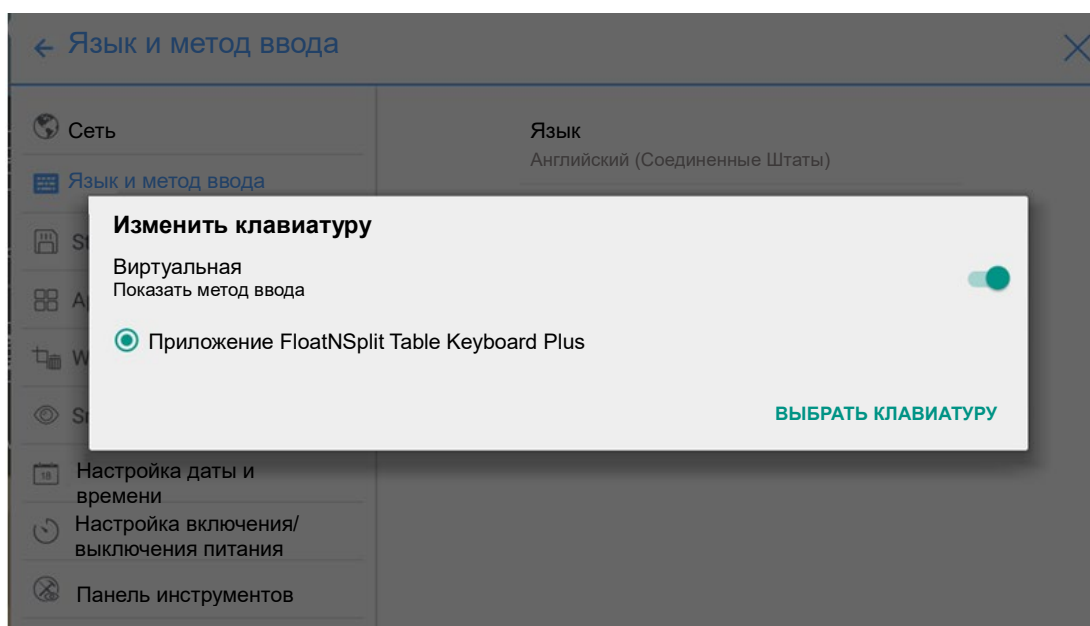 Язык и метод ввода
Сеть
Язык
Английский (Соединенные Штаты)
Язык и метод ввода
Изменить клавиатуру
Виртуальная
Показать метод ввода
Приложение FloatNSplit Table Keyboard Plus
ВЫБРАТЬ КЛАВИАТУРУ
18
Настройка даты и
времени
Настройка включения/
выключения питания
Панель инструментов